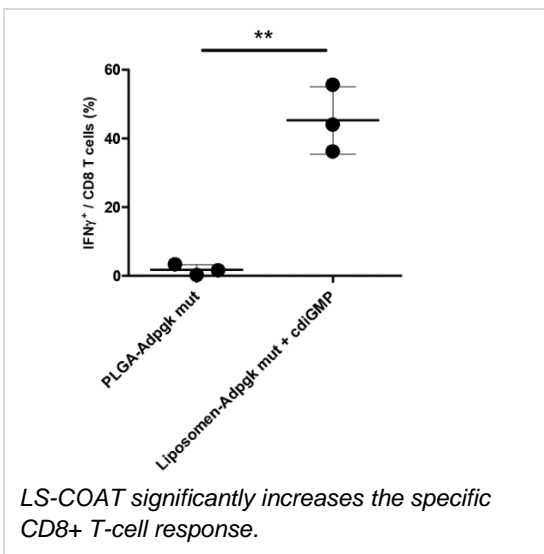 **
60
40
20
0
IFNγ⁺ / CD8 T cells (%)
PLGA-Adpgk mut
Liposomen-Adpgk mut + cdiGMP
LS-COAT significantly increases the specific
CD8+ T-cell response.